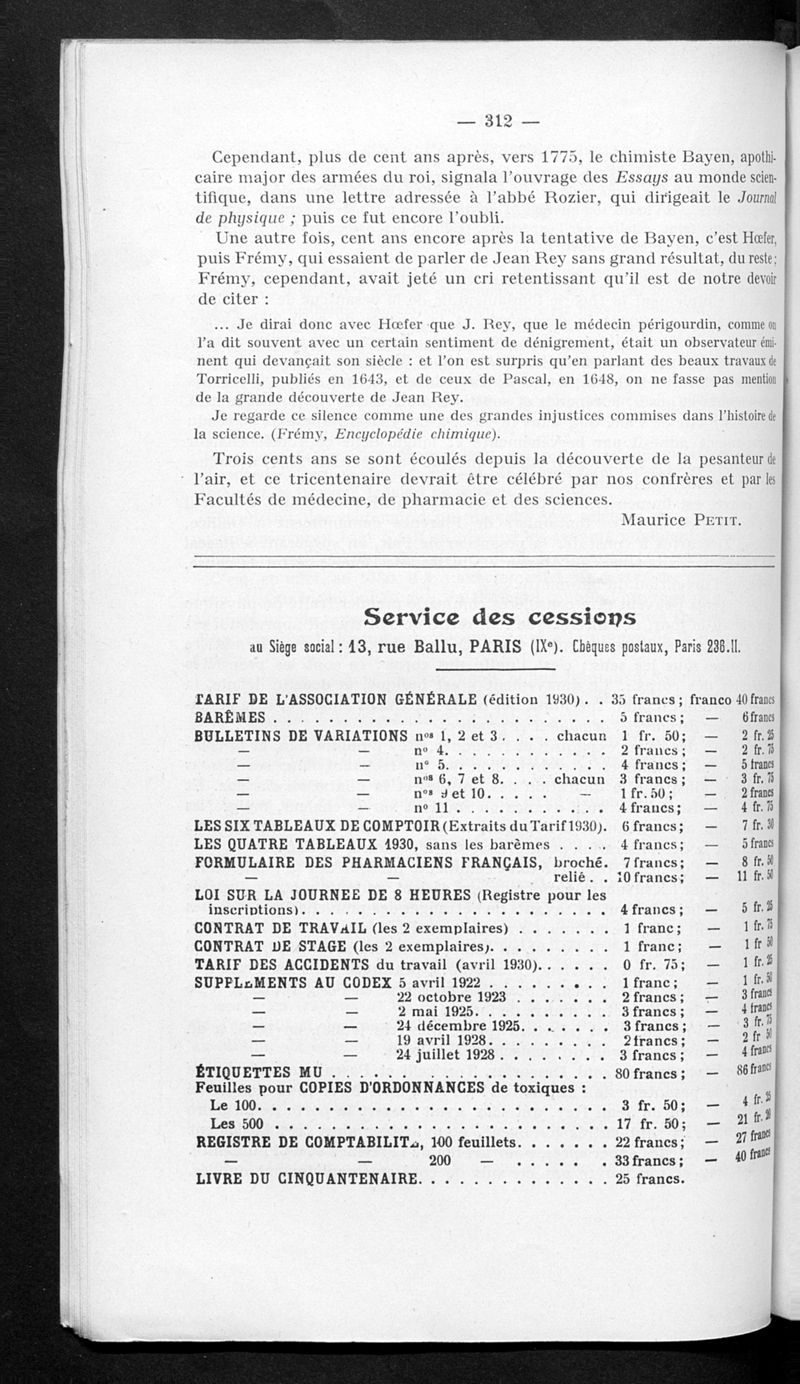 — 312 —
Cependant, plus de cent ans après, vers 1775, le chimiste Bayen, apothi-
caire major des armées du roi, signala l'ouvrage des Essays au monde scien-
tifique, dans une lettre adressée à l'abbé Rozier, qui dirigeait le Journal
de physique ; puis ce fut encore l'oubli.
Une autre fois, cent ans encore après la tentative de Bayen, c'est Hœfer,
puis Frémy, qui essaient de parler de Jean Rey sans grand résultat, du reste;
Frémy, cependant, avait jeté un cri retentissant qu'il est de notre devoir
de citer :
... Je dirai donc avec Hœfer que J. Rey, que le médecin périgourdin, comme on
l'a dit souvent avec un certain sentiment de dénigrement, était un observateur émi-
nent qui devançait son siècle : et l'on est surpris qu'en parlant des beaux travaux de
Torricelli, publiés en 1643, et de ceux de Pascal, en 1648, on ne fasse pas mention
de la grande découverte de Jean Rey.
Je regarde ce silence comme une des grandes injustices commises dans l'histoire de
la science. (Frémy, Encyclopédie chimique).
Trois cents ans se sont écoulés depuis la découverte de la pesanteur de
l'air, et ce tricentenaire devrait être célébré par nos confrères et par les
Facultés de médecine, de pharmacie et des sciences.
Maurice PETIT.
Service des cessions
au Siège social : 13, rue Ballu, PARIS (IXe). Chèques postaux, Paris 236.11.
TARIF DE L'ASSOCIATION GÉNÉRALE (édition 1930) . . 35 francs ; franco 40 francs
BARÊMES . . . . . . . . . . . . . . . . . . . . . . . . 5 francs ; — 6 francs
BULLETINS DE VARIATIONS nos 1, 2 et 3 . . . . chacun 1 fr. 50; — 2 fr. 25
— — no 4. . . . . . . . . . . . 2 francs ; — 2 fr. 75
— — no 5. . . . . . . . . . . . 4 francs ; — 5 francs
— — nos 6, 7 et 8. . . . chacun 3 francs ; — 3 fr. 75
— — nos 9 et 10. . . . . — 1 fr. 50 ; — 2 francs
— — no 11 . . . . . . . . . . . 4 francs ; — 4 fr. 75
LES SIX TABLEAUX DE COMPTOIR (Extraits du Tarif 1930). 6 francs ; — 7 fr. 30
LES QUATRE TABLEAUX 1930, sans les barèmes . . . . 4 francs ; — 5 francs
FORMULAIRE DES PHARMACIENS FRANÇAIS, broché. 7 francs ; — 8 fr. 50
— — relié . . 10 francs ; — 11 fr. 50
LOI SUR LA JOURNEE DE 8 HEURES (Registre pour les
inscriptions). . . . . . . . . . . . . . . . . . . . . . 4 francs ; — 5 fr. 25
CONTRAT DE TRAVAIL (les 2 exemplaires) . . . . . . . 1 franc ; — 1 fr. 75
CONTRAT DE STAGE (les 2 exemplaires). . . . . . . . . 1 franc ; — 1 fr 50
TARIF DES ACCIDENTS du travail (avril 1930). . . . . . 0 fr. 75; — 1 fr. 25
SUPPLEMENTS AU CODEX 5 avril 1922 . . . . . . . . . 1 franc ; — 1 fr. 50
— — 22 octobre 1923 . . . . . . . 2 francs ; — 3 francs
— — 2 mai 1925. . . . . . . . . . 3 francs ; — 4 francs
— — 24 décembre 1925. . . . . . . 3 francs ; — 3 fr. 75
— — 19 avril 1928. . . . . . . . . 2 francs ; — 2 fr 50
— — 24 juillet 1928 . . . . . . . . 3 francs ; — 4 francs
ÉTIQUETTES MU . . . . . . . . . . . . . . . . . . . . 80 francs ; — 86 francs
Feuilles pour COPIES D'ORDONNANCES de toxiques :
Le 100. . . . . . . . . . . . . . . . . . . . . . . . . 3 fr. 50; — 4 fr. 25
Les 500 . . . . . . . . . . . . . . . . . . . . . . . . 17 fr. 50; — 21 fr. 20
REGISTRE DE COMPTABILITÉ, 100 feuillets. . . . . . . 22 francs ; — 27 francs
— — 200 — . . . . . . 33 francs ; — 40 francs
LIVRE DU CINQUANTENAIRE. . . . . . . . . . . . . . 25 francs.